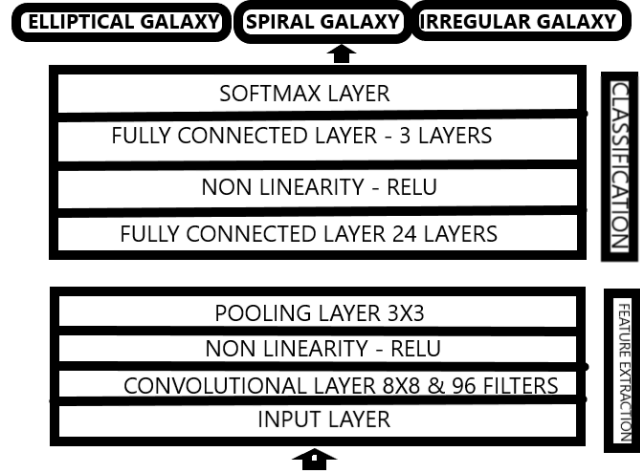 ELLIPTICAL GALAXY SPIRAL GALAXY IRREGULAR GALAXY
SOFTMAX LAYER
FULLY CONNECTED LAYER - 3 LAYERS
NON LINEARITY - RELU
FULLY CONNECTED LAYER 24 LAYERS
CLASSIFICATION
POOLING LAYER 3X3
NON LINEARITY - RELU
CONVOLUTIONAL LAYER 8X8 & 96 FILTERS
INPUT LAYER
FEATURE EXTRACTION